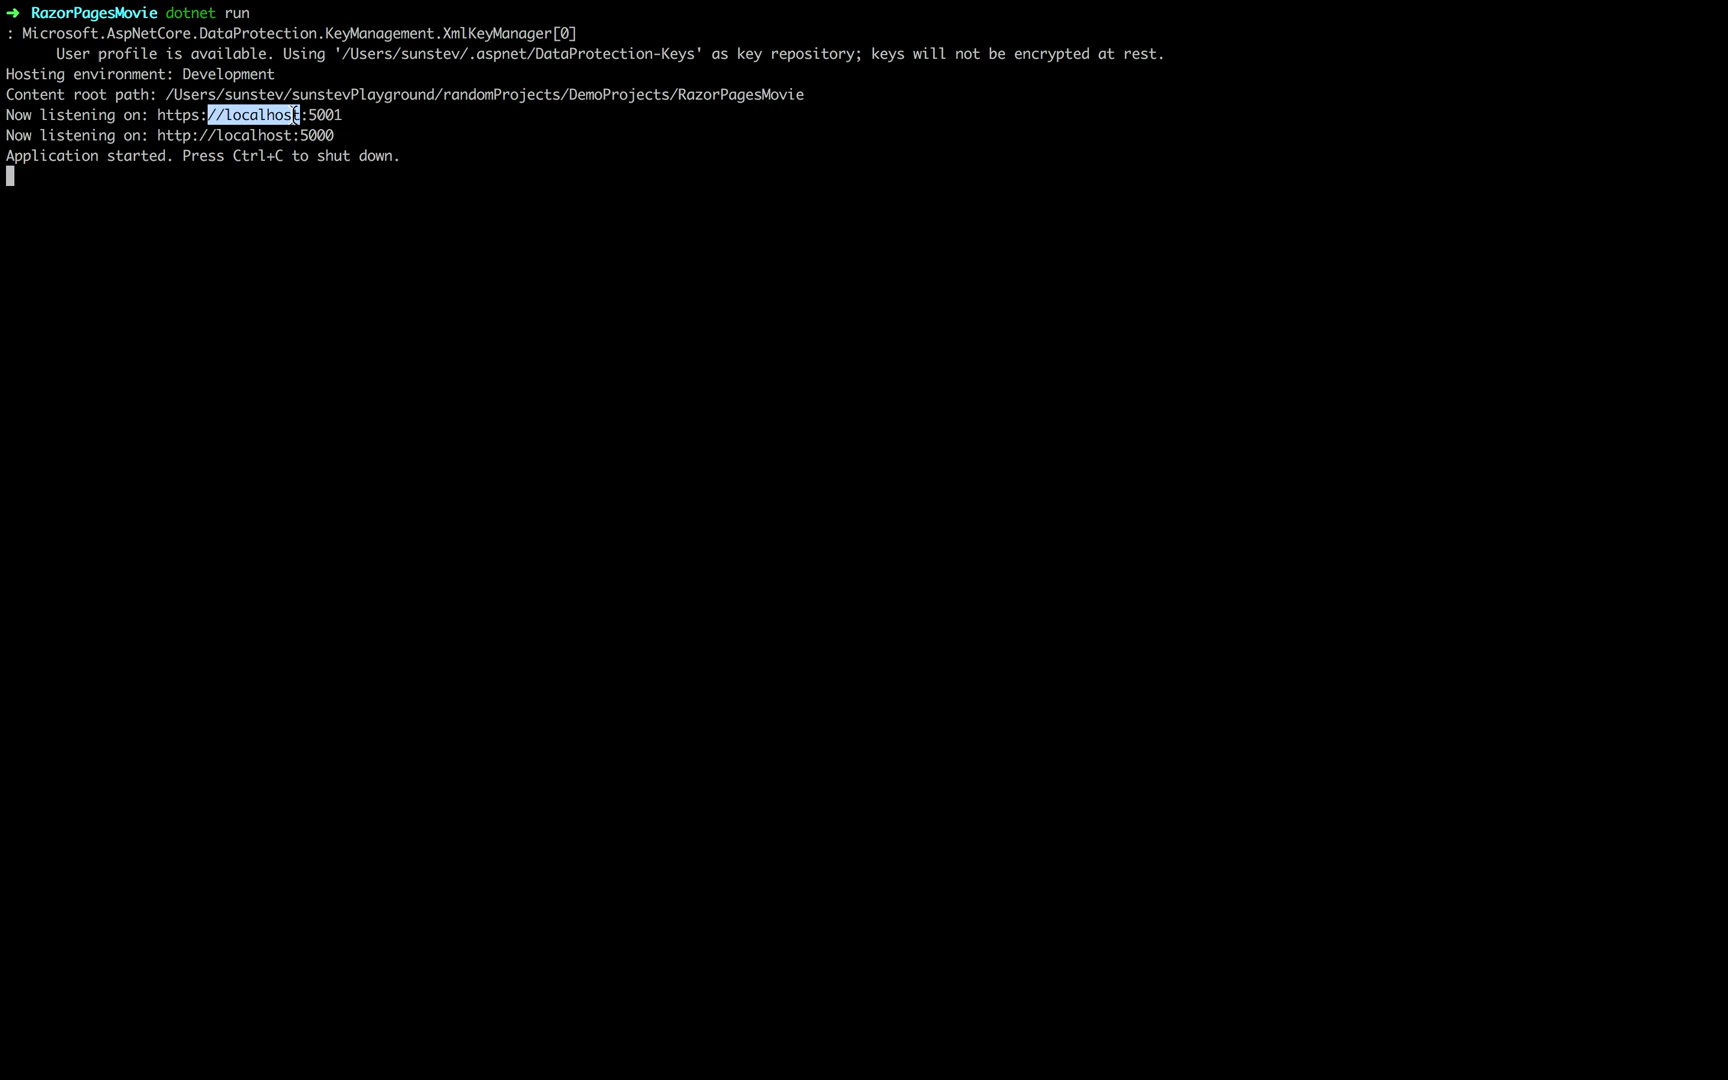 ➜ RazorPagesMovie dotnet run
: Microsoft.AspNetCore.DataProtection.KeyManagement.XmlKeyManager[0]
User profile is available. Using '/Users/sunstev/.aspnet/DataProtection-Keys' as key repository; keys will not be encrypted at rest.
Hosting environment: Development
Content root path: /Users/sunstev/sunstevPlayground/randomProjects/DemoProjects/RazorPagesMovie
Now listening on: https://localhost:5001
Now listening on: http://localhost:5000
Application started. Press Ctrl+C to shut down.